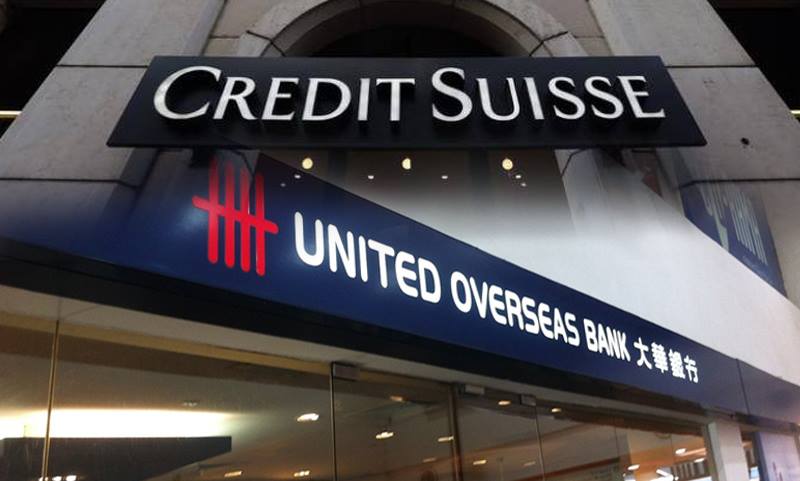 CREDIT SUISSE
UNITED OVERSEAS BANK 大華銀行